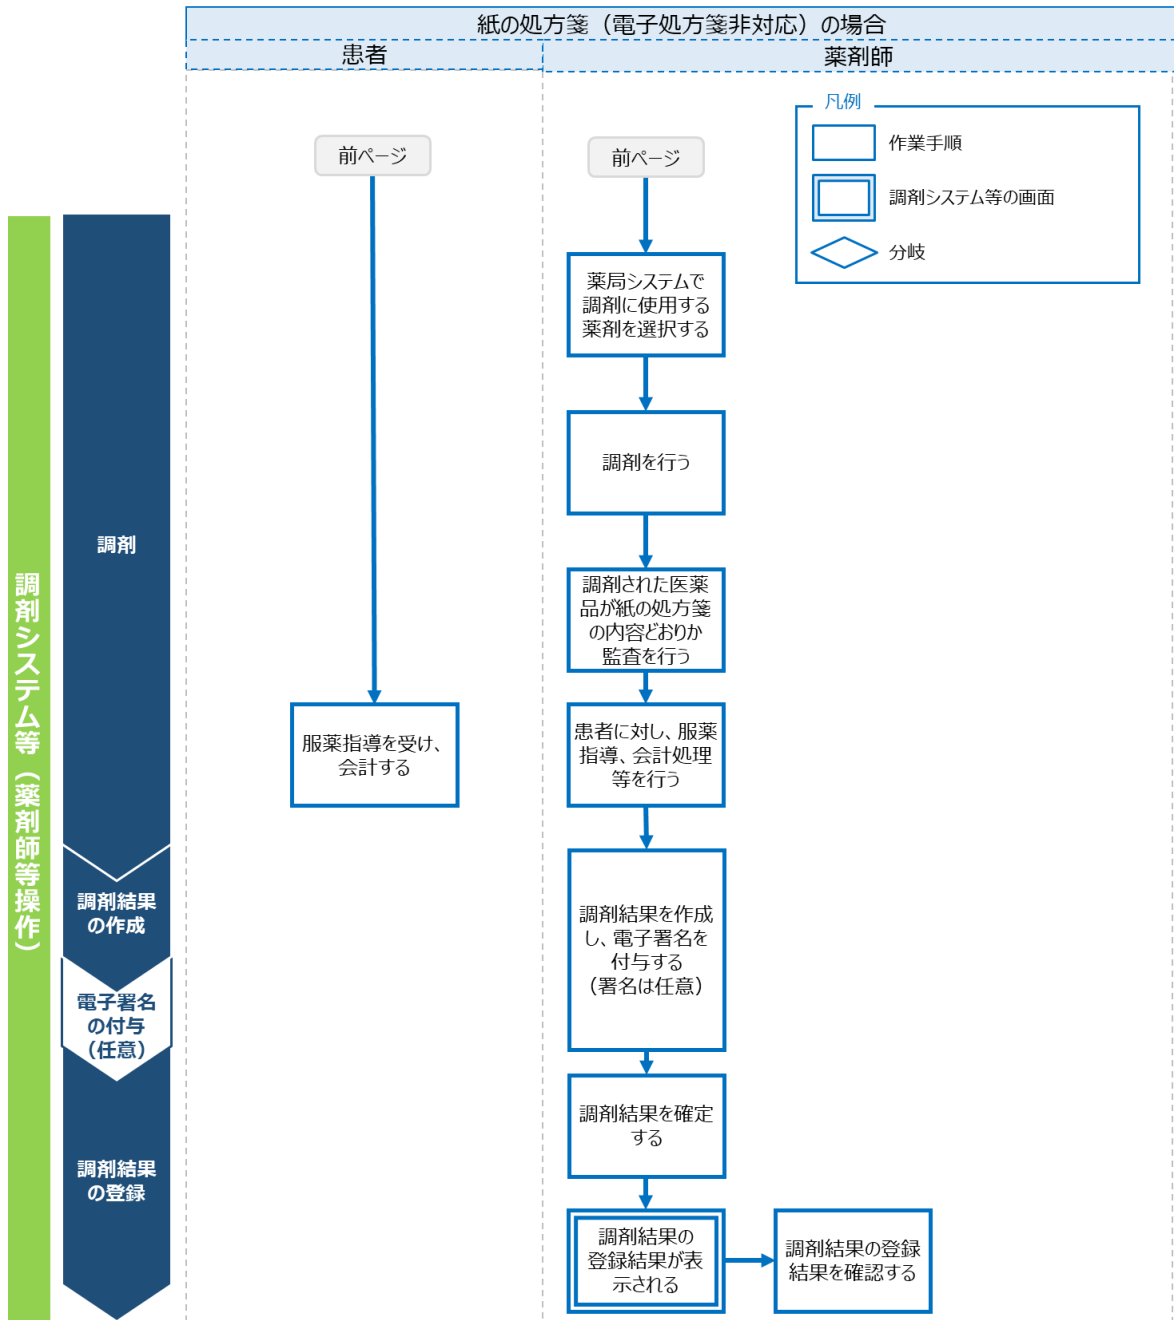 紙の処方箋（電子処方箋非対応）の場合
患者
薬剤師
凡例
作業手順
調剤システム等の画面
分岐
前ページ
前ページ
調剤システム等（薬剤師等操作）
調剤
薬局システムで
調剤に使用する
薬剤を選択する
調剤を行う
調剤された医薬
品が紙の処方箋
の内容どおりか
監査を行う
服薬指導を受け、
会計する
患者に対し、服薬
指導、会計処理
等を行う
調剤結果
の作成
調剤結果を作成
し、電子署名を
付与する
（署名は任意）
電子署名
の付与
（任意）
調剤結果
の登録
調剤結果を確定
する
調剤結果の
登録結果が表
示される
調剤結果の登録
結果を確認する